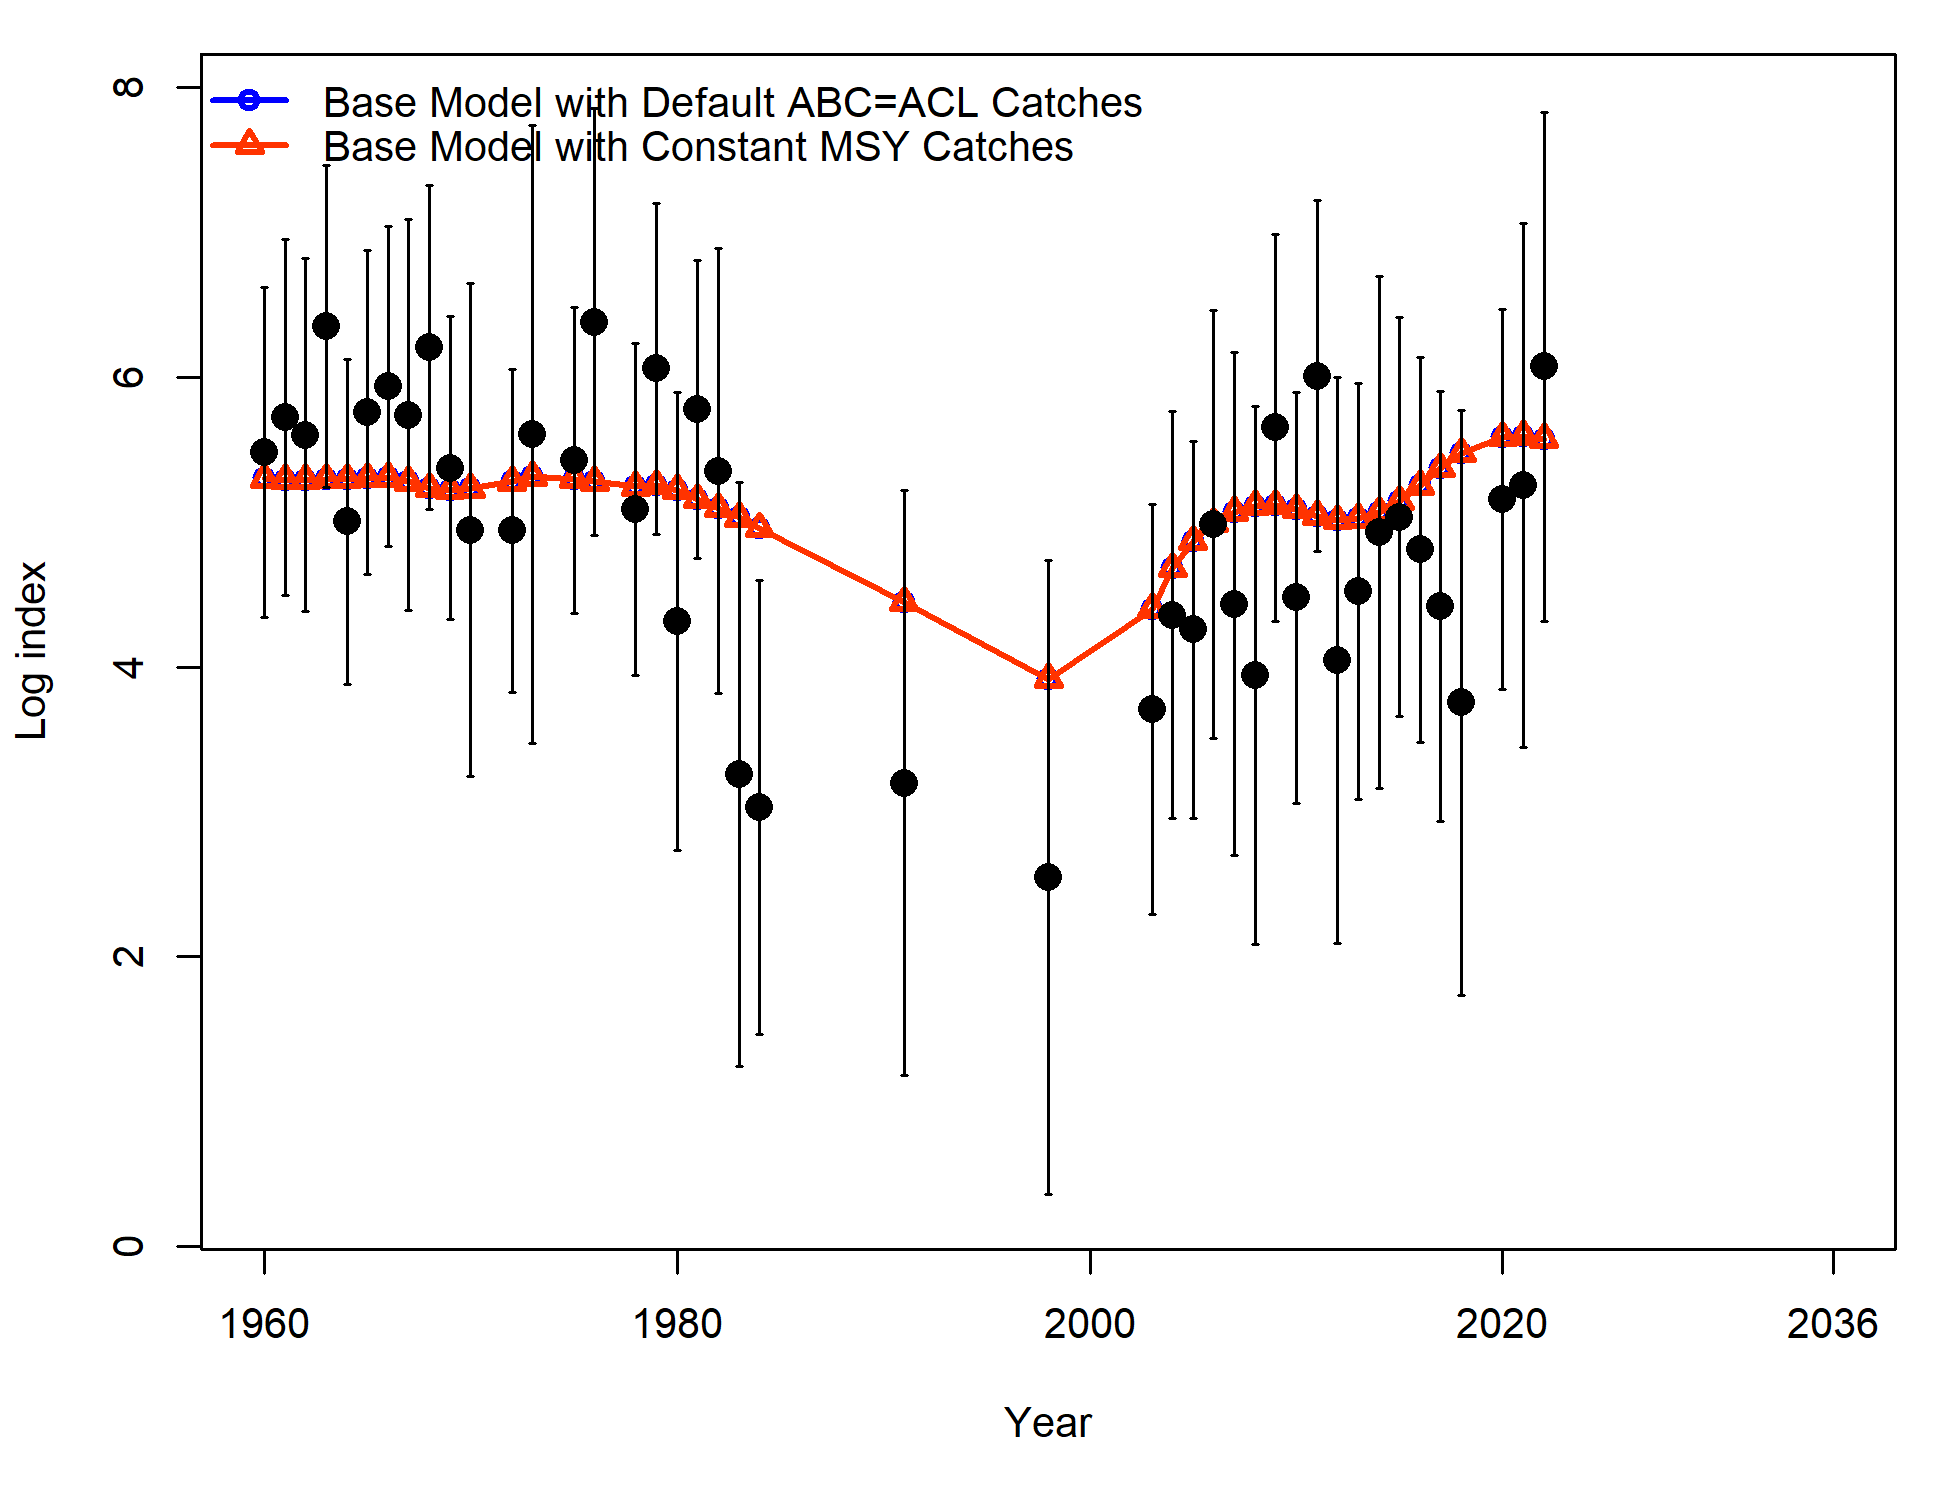 Base Model with Default ABC=ACL Catches
Base Model with Constant MSY Catches
8
6
4
2
0
Log index
1960 1980 2000 2020 2036
Year